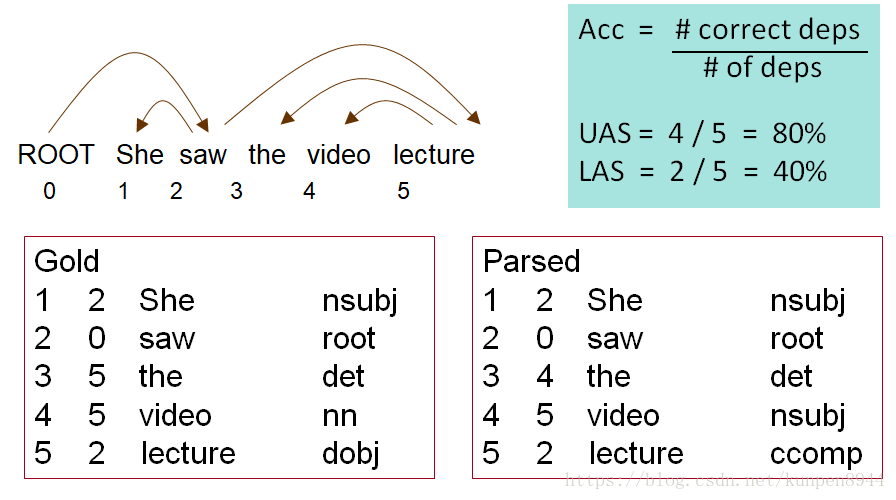 Acc = # correct deps
# of deps
UAS = 4 / 5 = 80%
LAS = 2 / 5 = 40%
ROOT She saw the video lecture
0 1 2 3 4 5
Gold
1 2 She nsubj
2 0 saw root
3 5 the det
4 5 video nn
5 2 lecture dobj
Parsed
1 2 She nsubj
2 0 saw root
3 4 the det
4 5 video nsubj
5 2 lecture ccomp
https://blog.csdn.net/kunpen8944